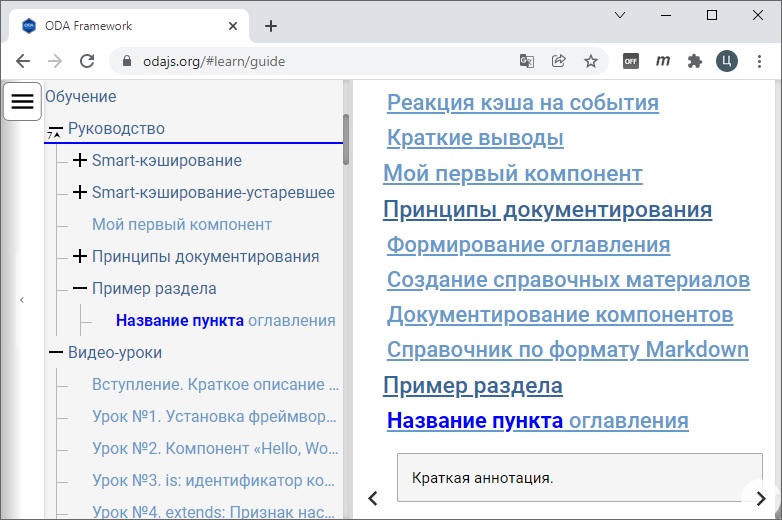 ODA Framework
odajs.org/#learn/guide
OFF
m
Ц
Обучение
7
Руководство
Smart-кэширование
Smart-кэширование-устаревшее
Мой первый компонент
Принципы документирования
Пример раздела
Название пункта оглавления
Видео-уроки
Вступление. Краткое описание ...
Урок №1. Установка фреймвор...
Урок №2. Компонент «Hello, Wo...
Урок №3. is: идентификатор ко...
Урок №4. extends: Признак нас...
Реакция кэша на события
Краткие выводы
Мой первый компонент
Принципы документирования
Формирование оглавления
Создание справочных материалов
Документирование компонентов
Справочник по формату Markdown
Пример раздела
Название пункта оглавления
Краткая аннотация.